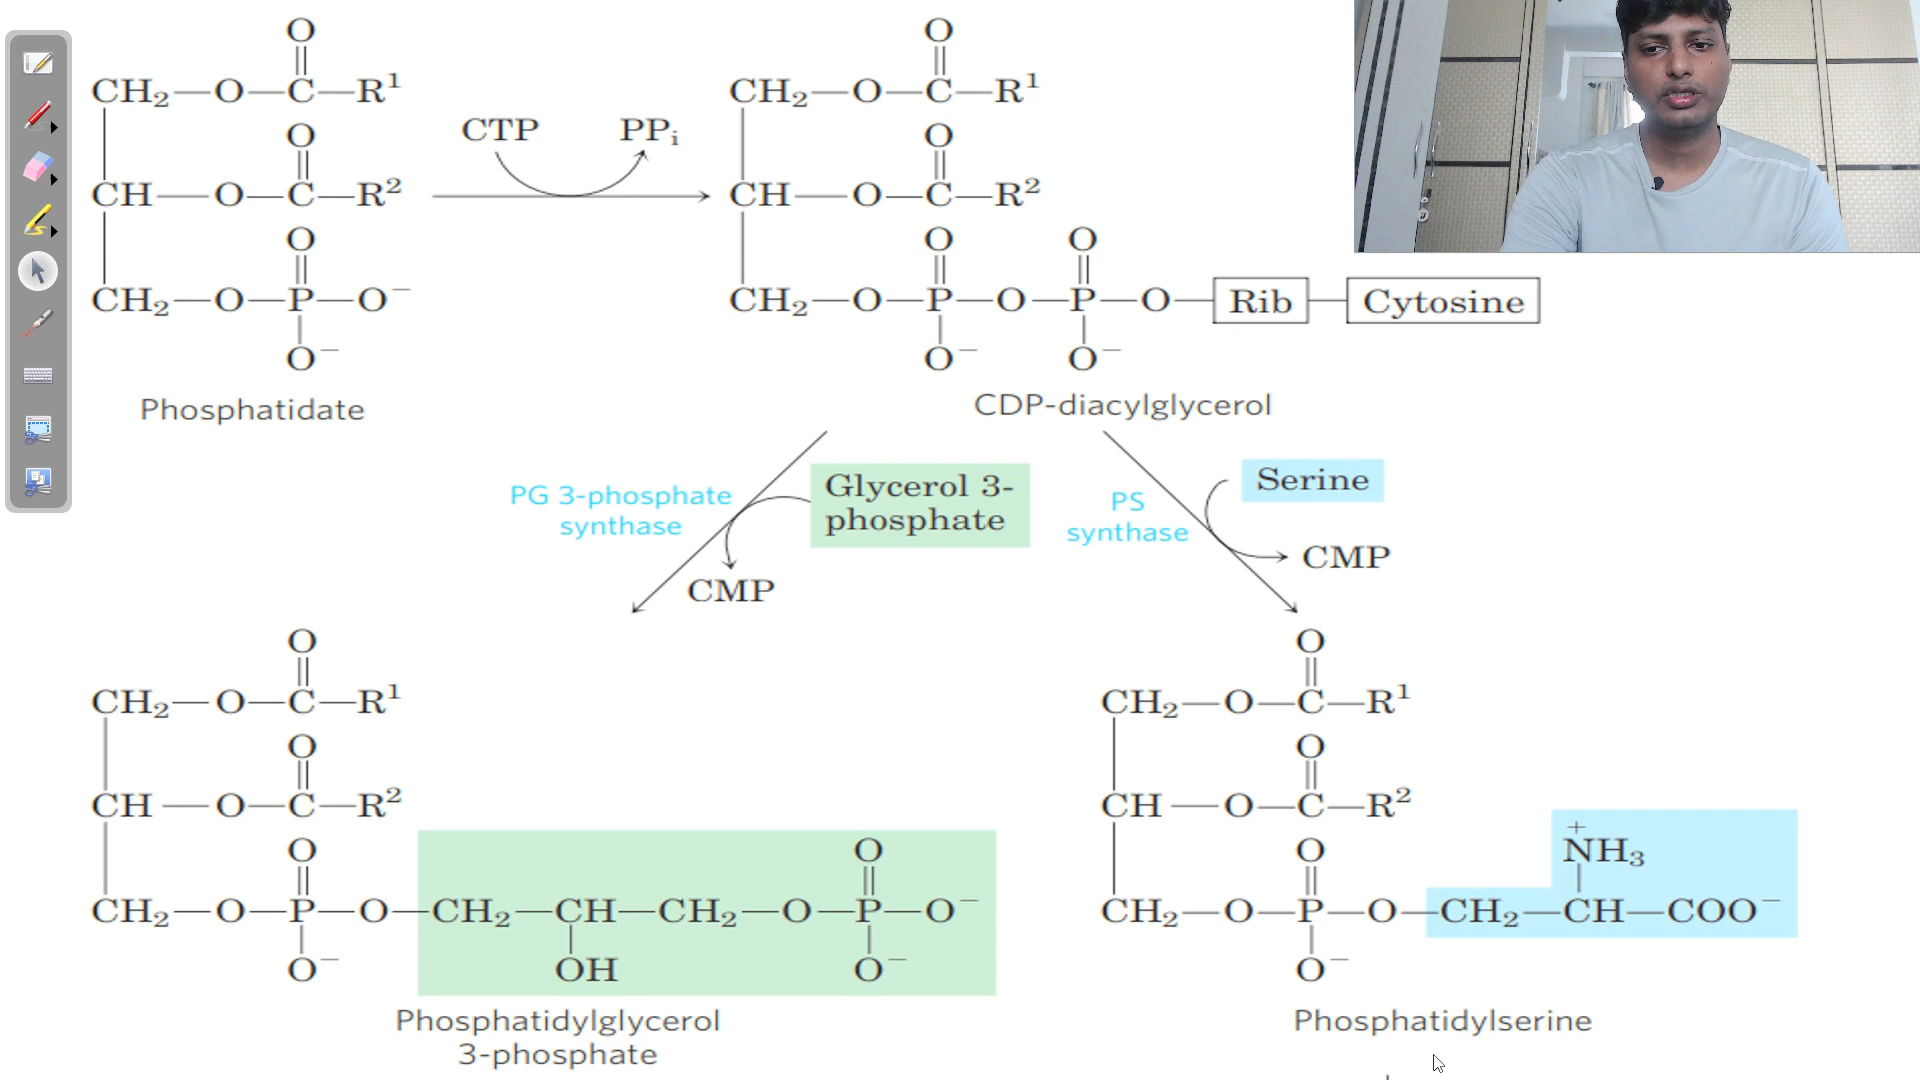 O O
CH₂—O—C—R¹ CH₂—O—C—R¹
O CTP PPᵢ O
CH—O—C—R² CH—O—C—R²
O O O
CH₂—O—P—O⁻ CH₂—O—P—O—P—O—Rib—Cytosine
O⁻ O⁻ O⁻
Phosphatidate CDP-diacylglycerol
PG 3-phosphate
synthase
Glycerol 3-
phosphate
CMP
PS
synthase
Serine
CMP
O O
CH₂—O—C—R¹ CH₂—O—C—R¹
O O
CH—O—C—R² CH—O—C—R²
O O O +
NH₃
CH₂—O—P—O—CH₂—CH—CH₂—O—P—O⁻ CH₂—O—P—O—CH₂—CH—COO⁻
O⁻ OH O⁻ O⁻
Phosphatidylglycerol
3-phosphate
Phosphatidylserine